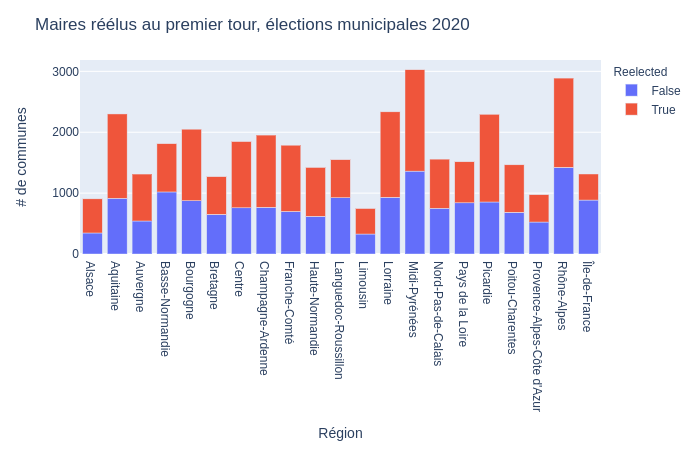 Maires réélus au premier tour, élections municipales 2020
Reelected
False
True
# de communes
3000
2000
1000
0
Alsace
Aquitaine
Auvergne
Basse-Normandie
Bourgogne
Bretagne
Centre
Champagne-Ardenne
Franche-Comté
Haute-Normandie
Languedoc-Roussillon
Limousin
Lorraine
Midi-Pyrénées
Nord-Pas-de-Calais
Pays de la Loire
Picardie
Poitou-Charentes
Provence-Alpes-Côte d'Azur
Rhône-Alpes
Île-de-France
Région